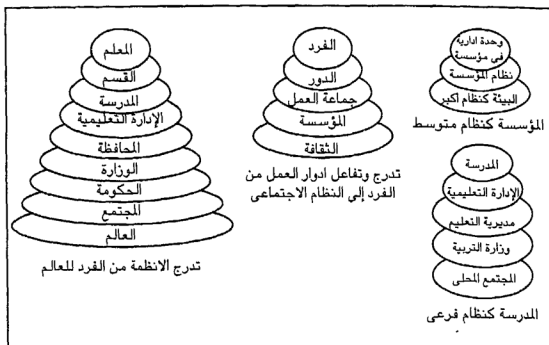 وحدة ادارية
فى مؤسسة
نظام المؤسسة
البيئة كنظام اكبر
المؤسسة كنظام متوسط
المدرسة
الإدارة التعليمية
مديرية التعليم
وزارة التربية
المجتمع المحلى
المدرسة كنظام فرعى
الفرد
الدور
جماعة العمل
المؤسسة
الثقافة
تدرج وتفاعل ادوار العمل من
الفرد إلى النظام الاجتماعى
المعلم
القسم
المدرسة
الإدارة التعليمية
المحافظة
الوزارة
الحكومة
المجتمع
العالم
تدرج الانظمة من الفرد للعالم